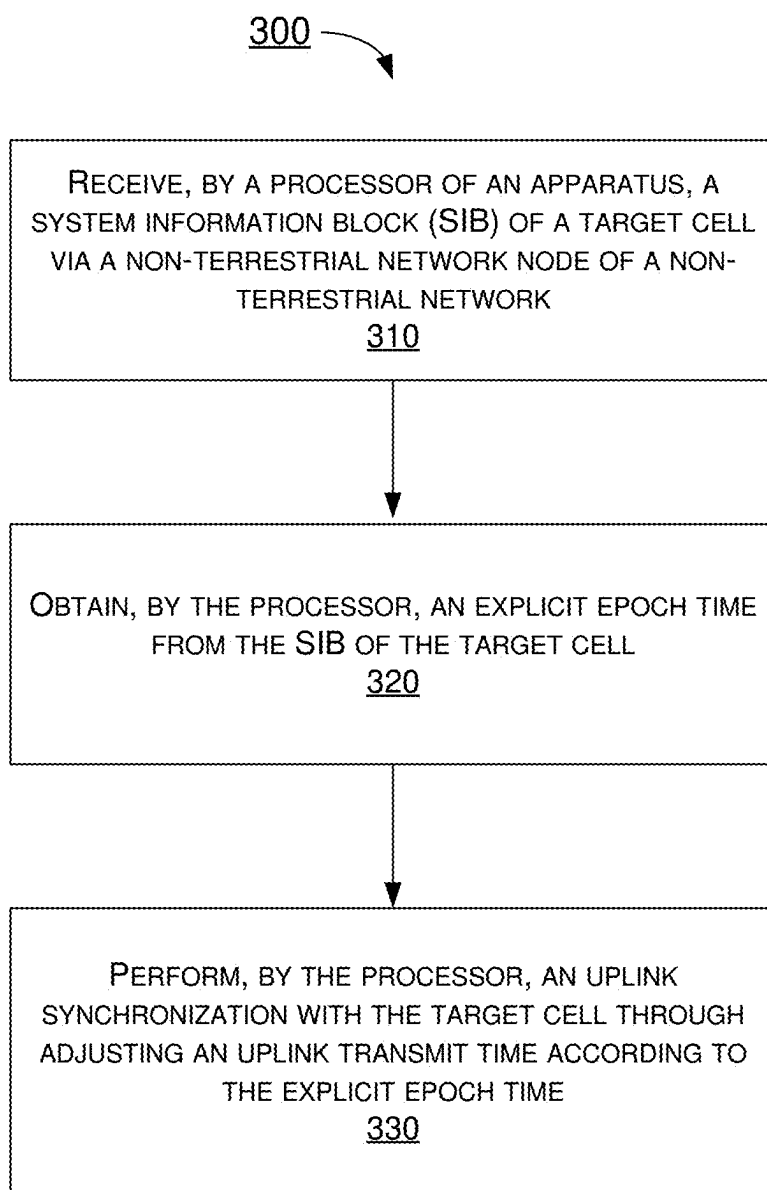 300
RECEIVE, BY A PROCESSOR OF AN APPARATUS, A
SYSTEM INFORMATION BLOCK (SIB) OF A TARGET CELL
VIA A NON-TERRESTRIAL NETWORK NODE OF A NON-
TERRESTRIAL NETWORK
310
OBTAIN, BY THE PROCESSOR, AN EXPLICIT EPOCH TIME
FROM THE SIB OF THE TARGET CELL
320
PERFORM, BY THE PROCESSOR, AN UPLINK
SYNCHRONIZATION WITH THE TARGET CELL THROUGH
ADJUSTING AN UPLINK TRANSMIT TIME ACCORDING TO
THE EXPLICIT EPOCH TIME
330